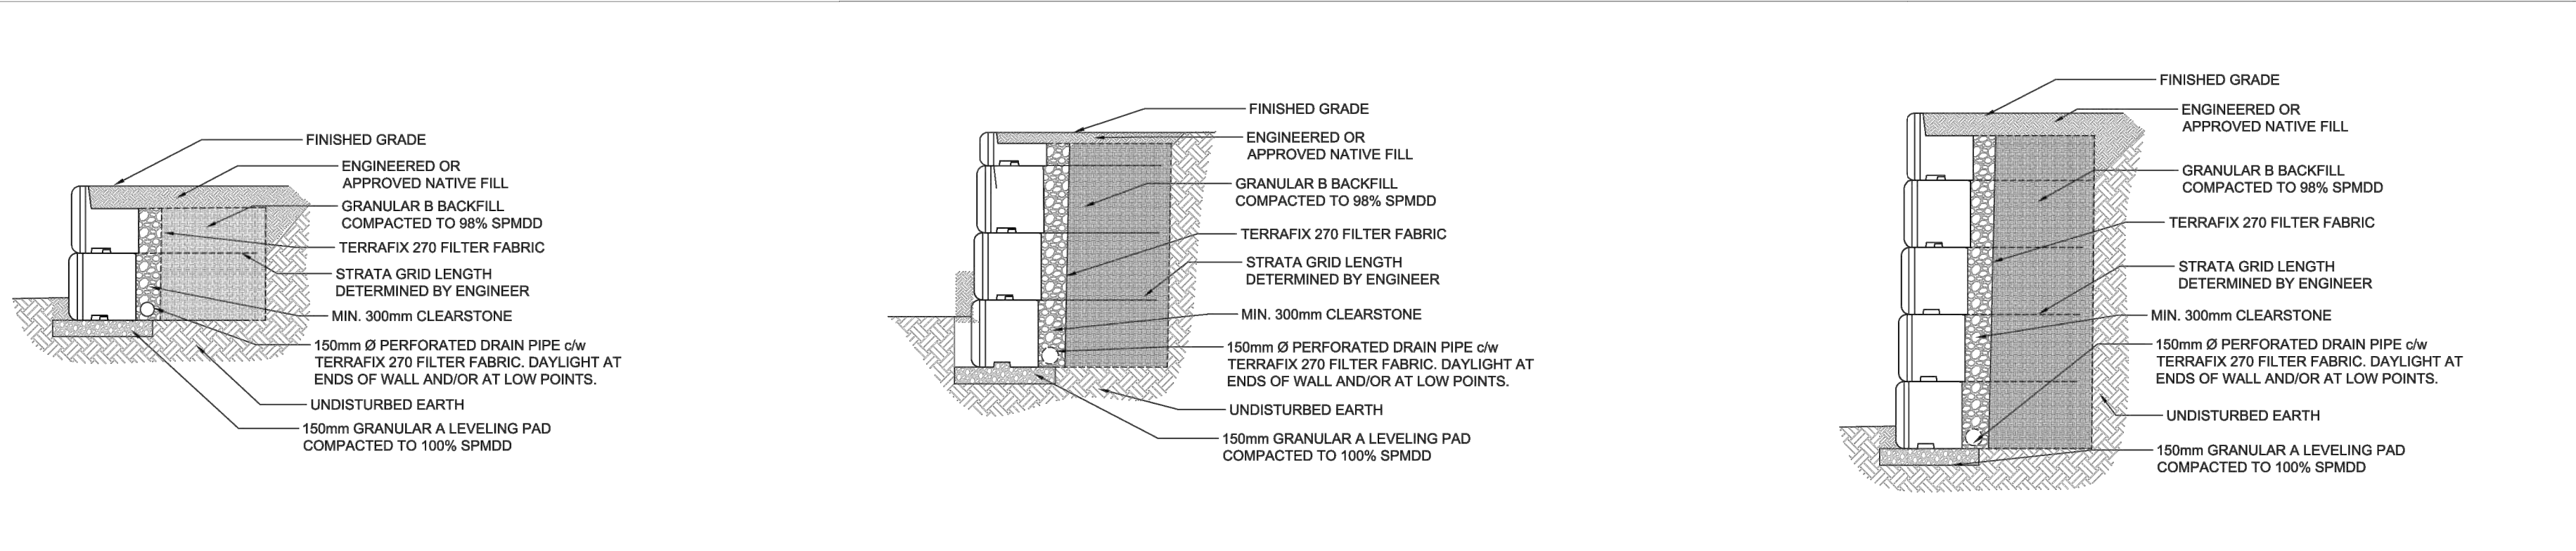 FINISHED GRADE
ENGINEERED OR
APPROVED NATIVE FILL
GRANULAR B BACKFILL
COMPACTED TO 98% SPMDD
TERRAFIX 270 FILTER FABRIC
STRATA GRID LENGTH
DETERMINED BY ENGINEER
MIN. 300mm CLEARSTONE
150mm Ø PERFORATED DRAIN PIPE c/w
TERRAFIX 270 FILTER FABRIC. DAYLIGHT AT
ENDS OF WALL AND/OR AT LOW POINTS.
UNDISTURBED EARTH
150mm GRANULAR A LEVELING PAD
COMPACTED TO 100% SPMDD
FINISHED GRADE
ENGINEERED OR
APPROVED NATIVE FILL
GRANULAR B BACKFILL
COMPACTED TO 98% SPMDD
TERRAFIX 270 FILTER FABRIC
STRATA GRID LENGTH
DETERMINED BY ENGINEER
MIN. 300mm CLEARSTONE
150mm Ø PERFORATED DRAIN PIPE c/w
TERRAFIX 270 FILTER FABRIC. DAYLIGHT AT
ENDS OF WALL AND/OR AT LOW POINTS.
UNDISTURBED EARTH
150mm GRANULAR A LEVELING PAD
COMPACTED TO 100% SPMDD
FINISHED GRADE
ENGINEERED OR
APPROVED NATIVE FILL
GRANULAR B BACKFILL
COMPACTED TO 98% SPMDD
TERRAFIX 270 FILTER FABRIC
STRATA GRID LENGTH
DETERMINED BY ENGINEER
MIN. 300mm CLEARSTONE
150mm Ø PERFORATED DRAIN PIPE c/w
TERRAFIX 270 FILTER FABRIC. DAYLIGHT AT
ENDS OF WALL AND/OR AT LOW POINTS.
UNDISTURBED EARTH
150mm GRANULAR A LEVELING PAD
COMPACTED TO 100% SPMDD